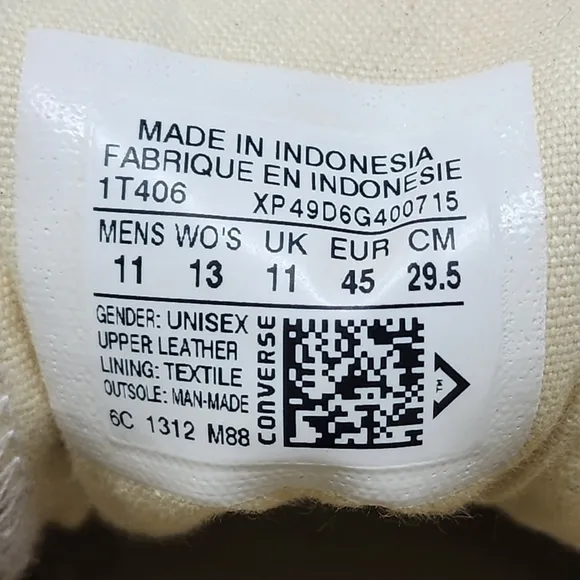 MADE IN INDONESIA
FABRIQUE EN INDONESIE
1T406 XP49D6G400715
MENS WO'S UK EUR CM
11 13 11 45 29.5
GENDER: UNISEX
UPPER LEATHER
LINING: TEXTILE
OUTSOLE: MAN-MADE
6C 1312 M88
CONVERSE
TM